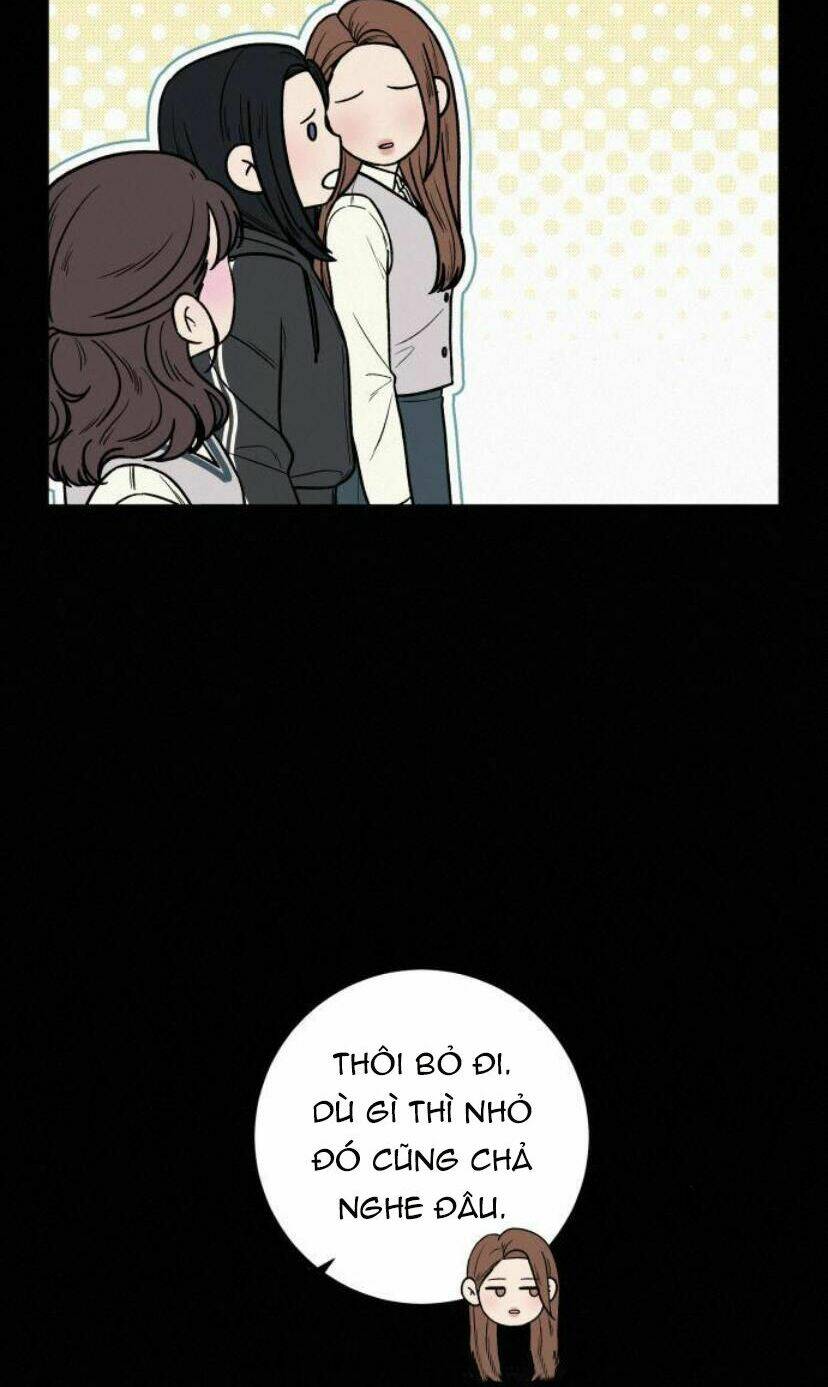 THÔI BỎ ĐI.
DÙ GÌ THÌ NHỎ
ĐÓ CŨNG CHẢ
NGHE ĐÂU.